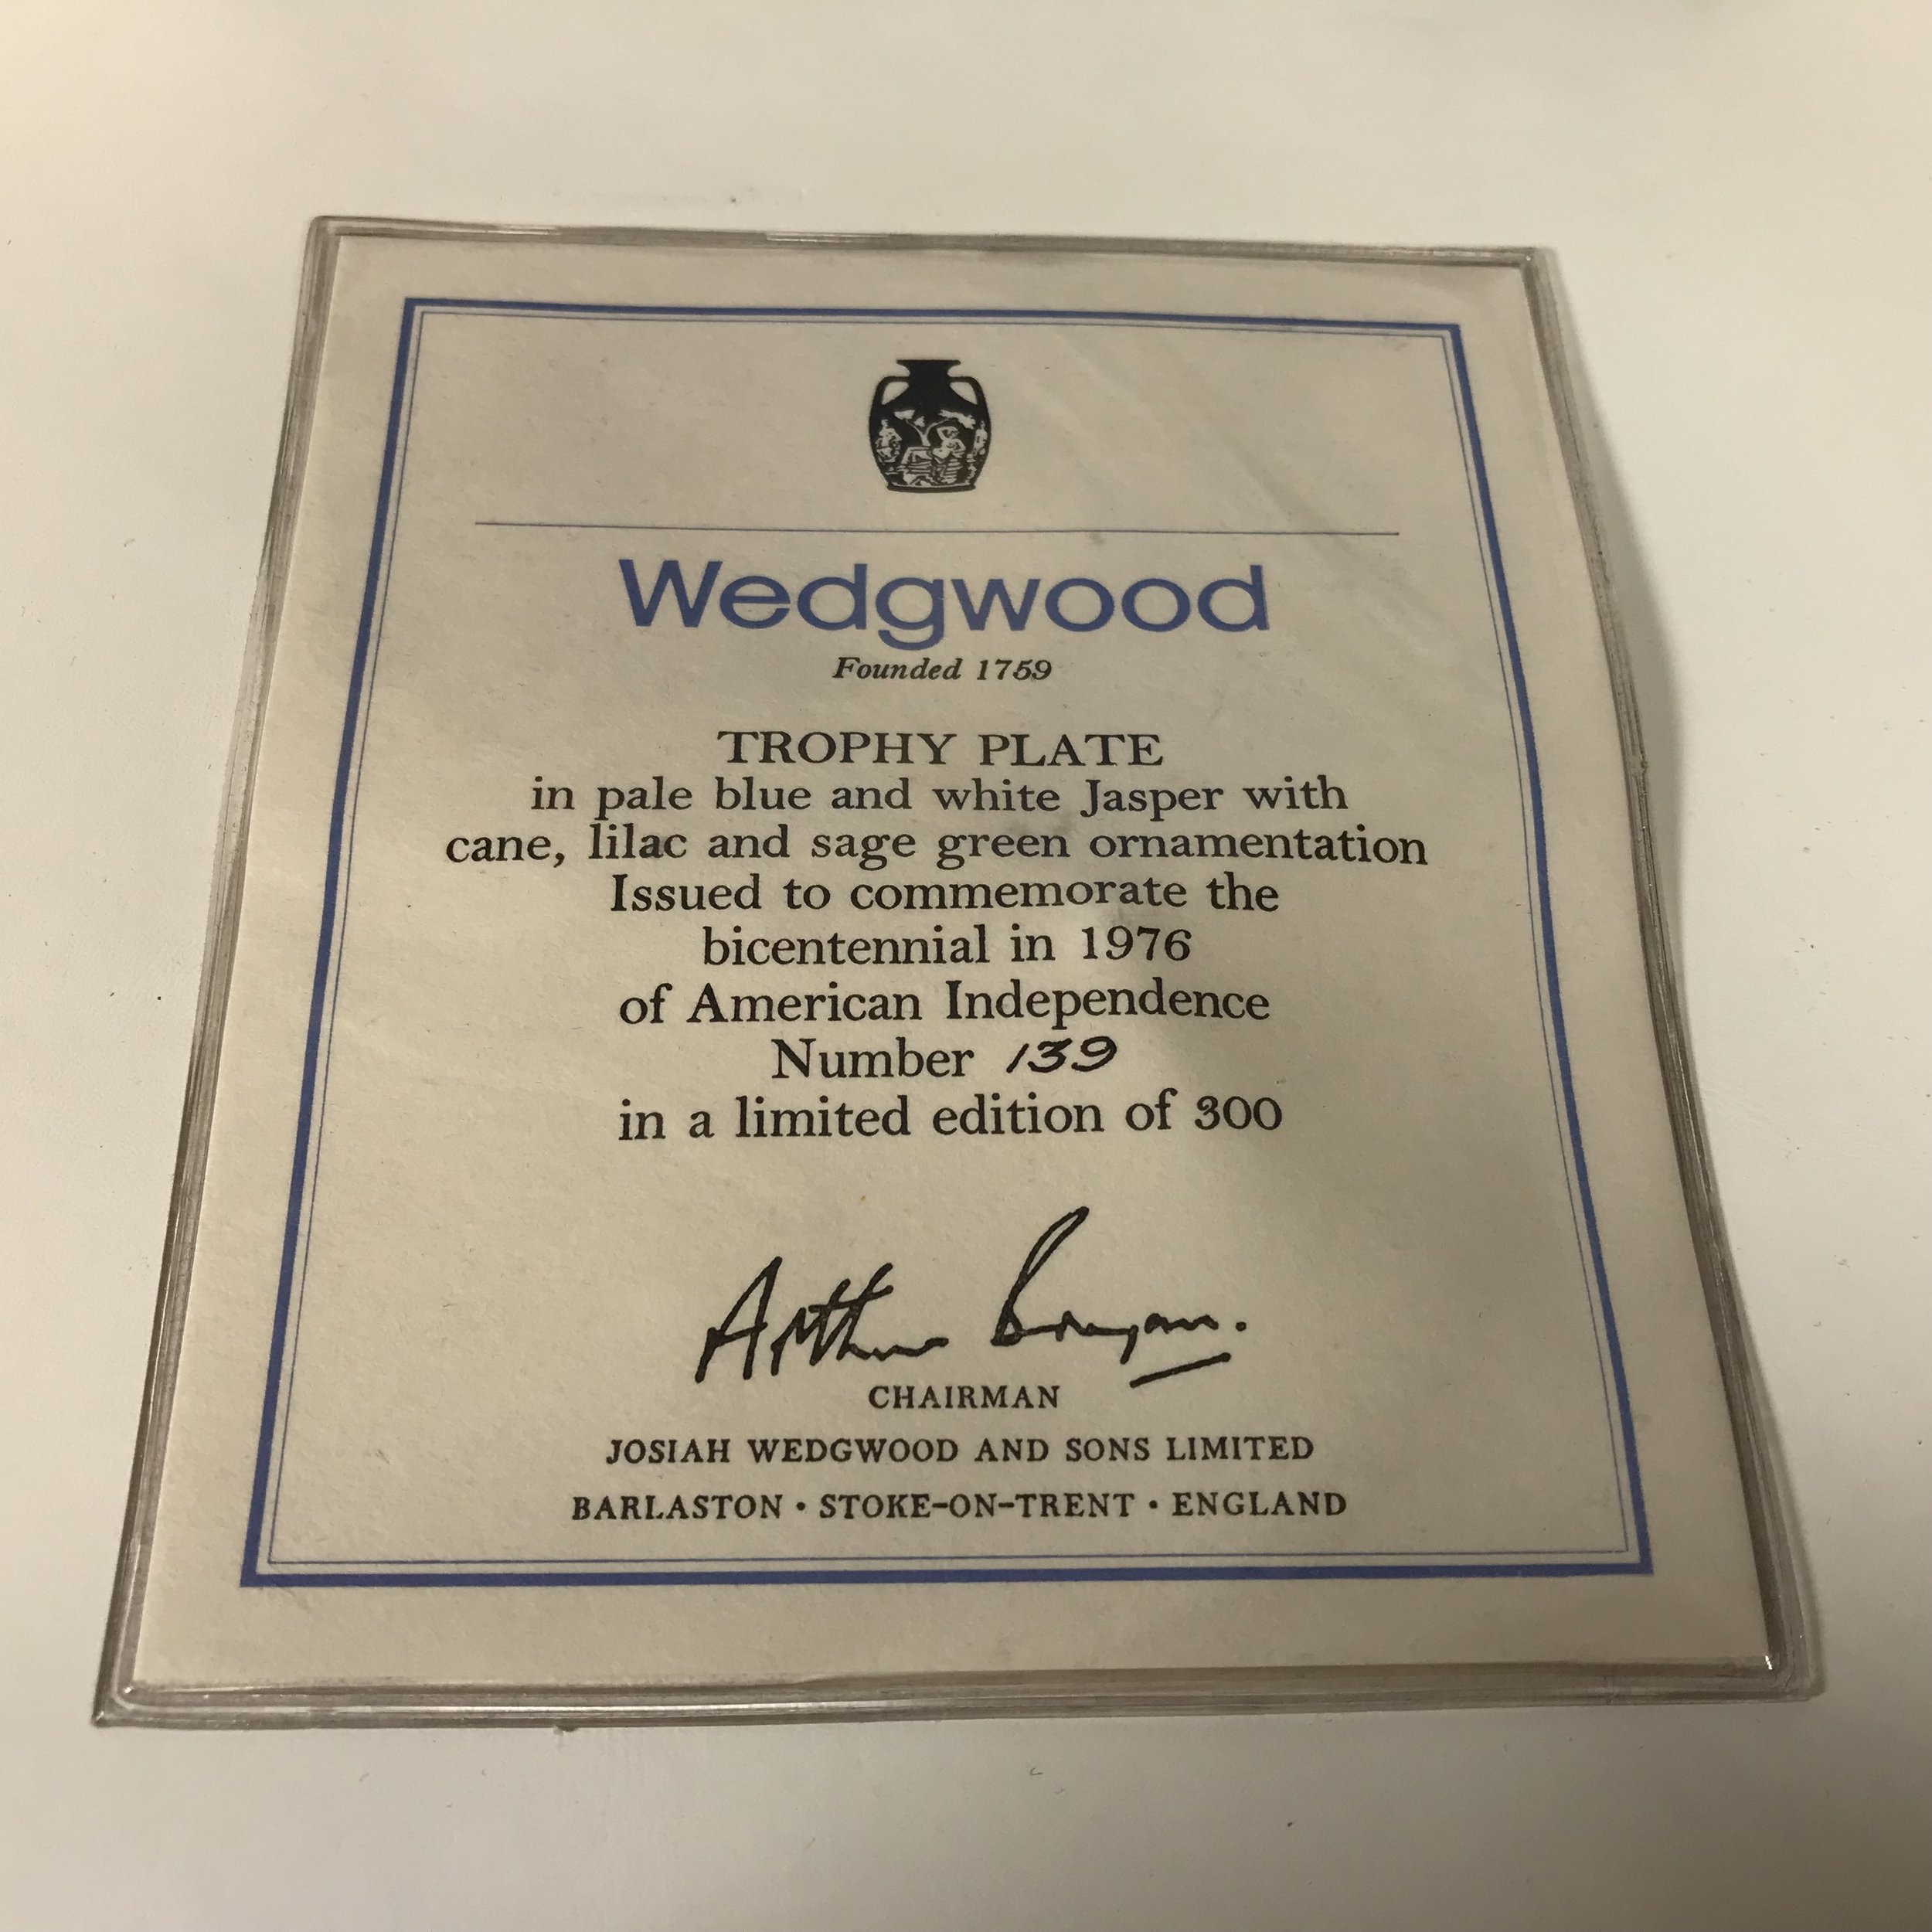 Wedgwood
Founded 1759
TROPHY PLATE
in pale blue and white Jasper with
cane, lilac and sage green ornamentation
Issued to commemorate the
bicentennial in 1976
of American Independence
Number 139
in a limited edition of 300
Arthur Bryan.
CHAIRMAN
JOSIAH WEDGWOOD AND SONS LIMITED
BARLASTON • STOKE-ON-TRENT • ENGLAND